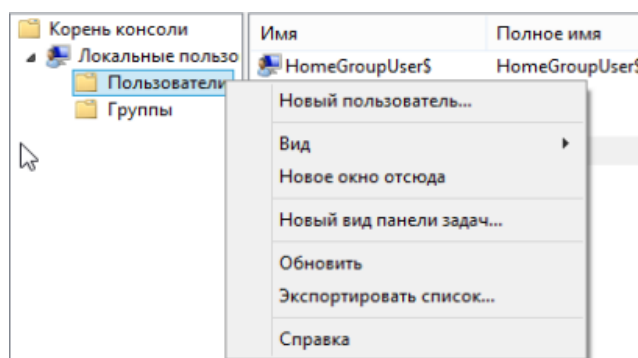 Корень консоли
Имя Полное имя
Локальные пользо
HomeGroupUser$ HomeGroupUser$
Пользователи
Группы
Новый пользователь...
Вид
Новое окно отсюда
Новый вид панели задач...
Обновить
Экспортировать список...
Справка